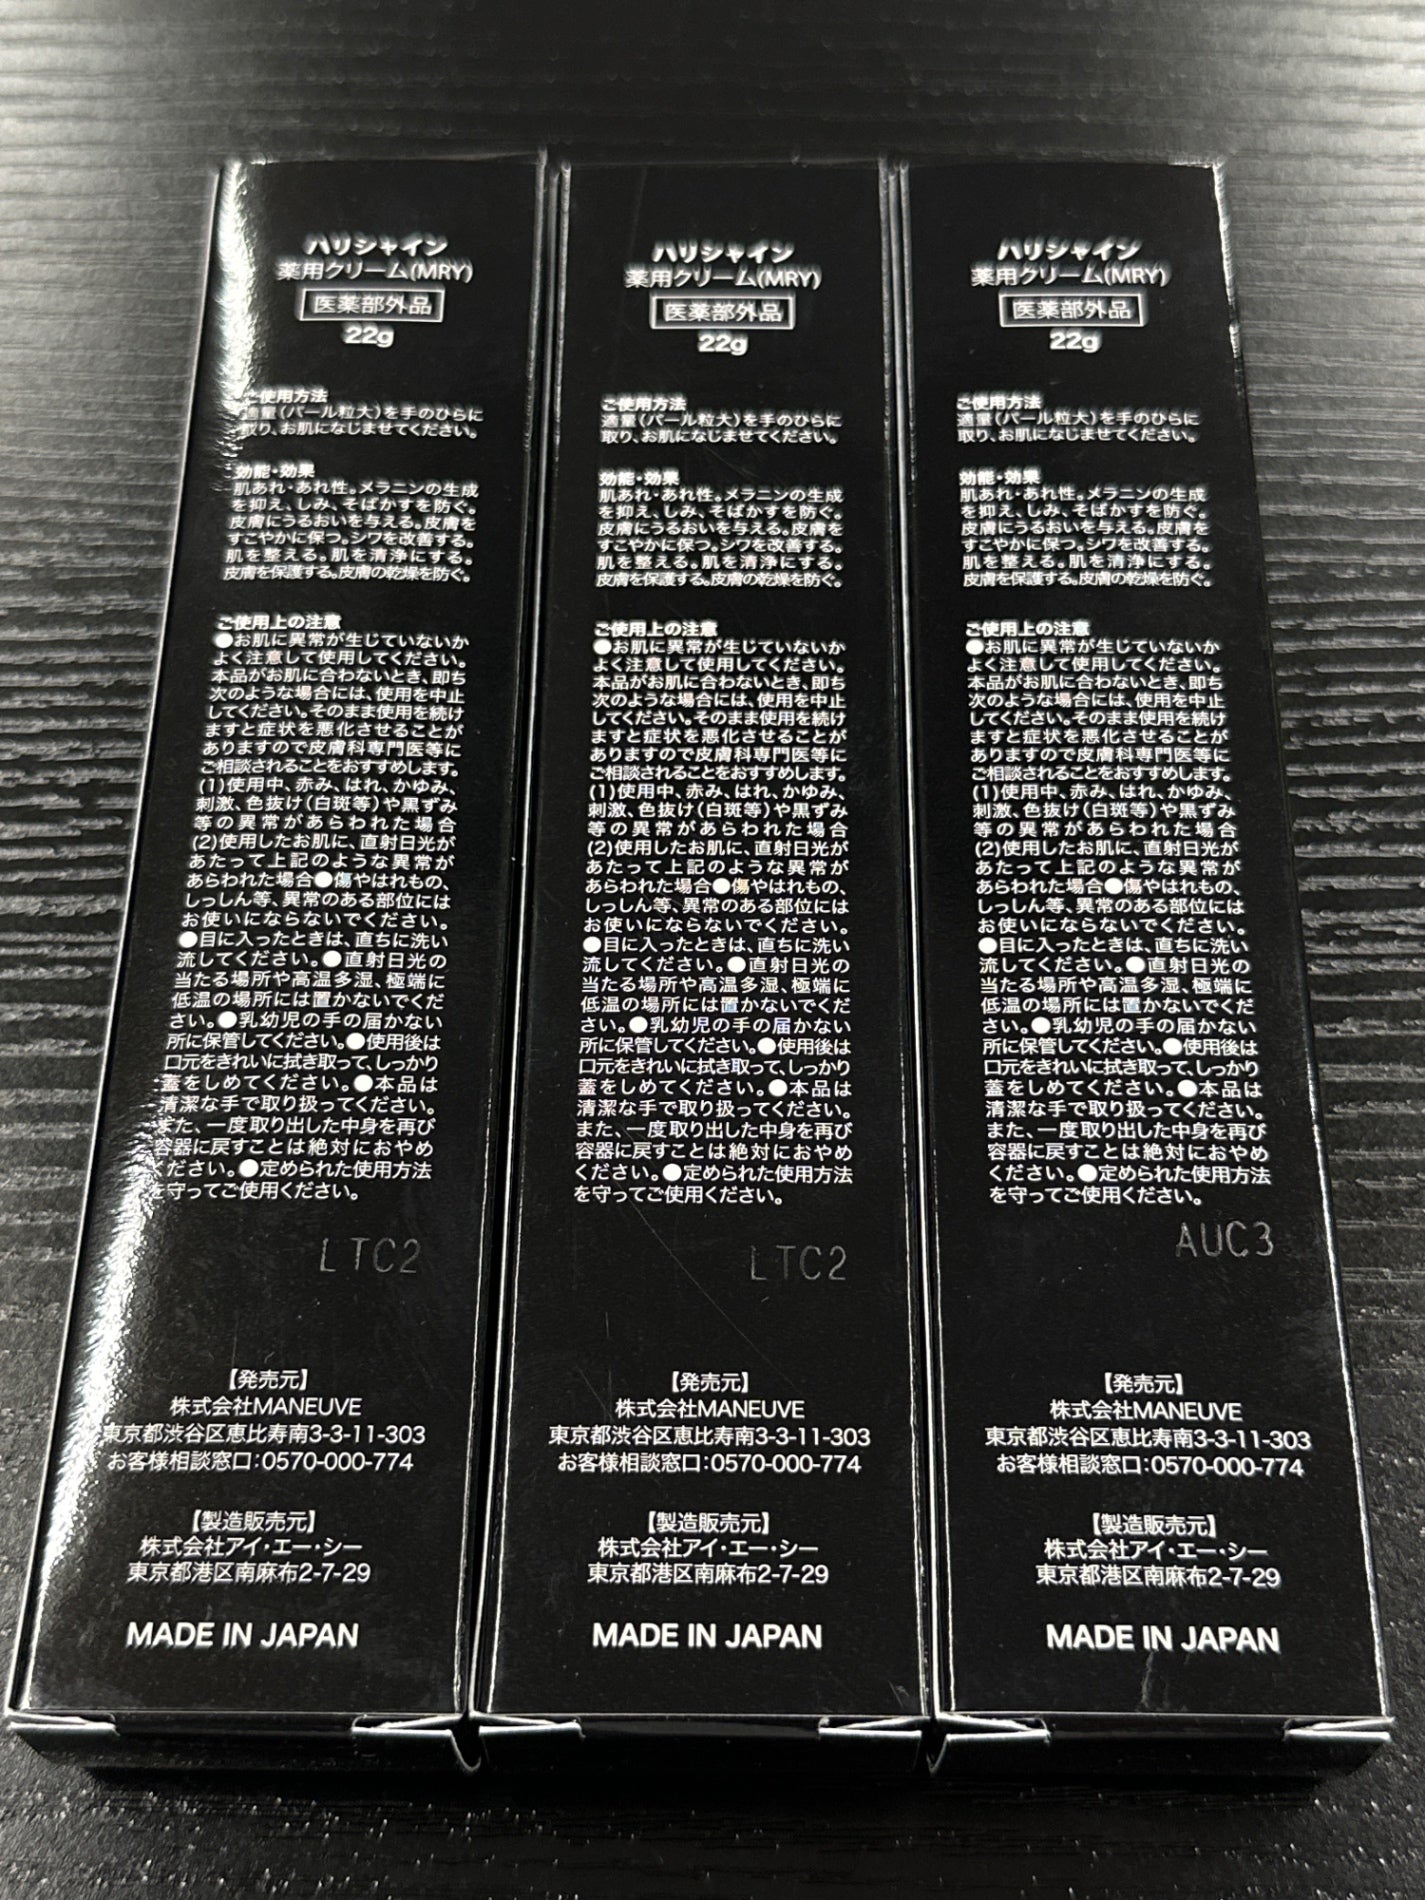 ハリシャイン
薬用クリーム(MRY)
医薬部外品
22g
ご使用方法
適量(パール粒大)を手のひらに
取り、お肌になじませてください。
効能・効果
肌あれ・あれ性。メラニンの生成
を抑え、しみ、そばかすを防ぐ。
皮膚にうるおいを与える。皮膚を
すこやかに保つ。シワを改善する。
肌を整える。肌を清浄にする。
皮膚を保護する。皮膚の乾燥を防ぐ。
ご使用上の注意
●お肌に異常が生じていないか
よく注意して使用してください。
本品がお肌に合わないとき、即ち
次のような場合には、使用を中止
してください。そのまま使用を続け
ますと症状を悪化させることが
ありますので皮膚科専門医等に
ご相談されることをおすすめします。
(1)使用中、赤み、はれ、かゆみ、
刺激、色抜け(白斑等)や黒ずみ
等の異常があらわれた場合
(2)使用したお肌に、直射日光が
あたって上記のような異常が
あらわれた場合●傷やはれもの、
しっしん等、異常のある部位には
お使いにならないでください。
●目に入ったときは、直ちに洗い
流してください。●直射日光の
当たる場所や高温多湿、極端に
低温の場所には置かないでくだ
さい。●乳幼児の手の届かない
所に保管してください。●使用後は
口元をきれいに拭き取って、しっかり
蓋をしめてください。●本品は
清潔な手で取り扱ってください。
また、一度取り出した中身を再び
容器に戻すことは絶対におやめ
ください。●定められた使用方法
を守ってご使用ください。
LTC2
【発売元】
株式会社MANEUVE
東京都渋谷区恵比寿南3-3-11-303
お客様相談窓口:0570-000-774
【製造販売元】
株式会社アイ・エー・シー
東京都港区南麻布2-7-29
MADE IN JAPAN
ハリシャイン
薬用クリーム(MRY)
医薬部外品
22g
ご使用方法
適量(パール粒大)を手のひらに
取り、お肌になじませてください。
効能・効果
肌あれ・あれ性。メラニンの生成
を抑え、しみ、そばかすを防ぐ。
皮膚にうるおいを与える。皮膚を
すこやかに保つ。シワを改善する。
肌を整える。肌を清浄にする。
皮膚を保護する。皮膚の乾燥を防ぐ。
ご使用上の注意
●お肌に異常が生じていないか
よく注意して使用してください。
本品がお肌に合わないとき、即ち
次のような場合には、使用を中止
してください。そのまま使用を続け
ますと症状を悪化させることが
ありますので皮膚科専門医等に
ご相談されることをおすすめします。
(1)使用中、赤み、はれ、かゆみ、
刺激、色抜け(白斑等)や黒ずみ
等の異常があらわれた場合
(2)使用したお肌に、直射日光が
あたって上記のような異常が
あらわれた場合●傷やはれもの、
しっしん等、異常のある部位には
お使いにならないでください。
●目に入ったときは、直ちに洗い
流してください。●直射日光の
当たる場所や高温多湿、極端に
低温の場所には置かないでくだ
さい。●乳幼児の手の届かない
所に保管してください。●使用後は
口元をきれいに拭き取って、しっかり
蓋をしめてください。●本品は
清潔な手で取り扱ってください。
また、一度取り出した中身を再び
容器に戻すことは絶対におやめ
ください。●定められた使用方法
を守ってご使用ください。
LTC2
【発売元】
株式会社MANEUVE
東京都渋谷区恵比寿南3-3-11-303
お客様相談窓口:0570-000-774
【製造販売元】
株式会社アイ・エー・シー
東京都港区南麻布2-7-29
MADE IN JAPAN
ハリシャイン
薬用クリーム(MRY)
医薬部外品
22g
ご使用方法
適量(パール粒大)を手のひらに
取り、お肌になじませてください。
効能・効果
肌あれ・あれ性。メラニンの生成
を抑え、しみ、そばかすを防ぐ。
皮膚にうるおいを与える。皮膚を
すこやかに保つ。シワを改善する。
肌を整える。肌を清浄にする。
皮膚を保護する。皮膚の乾燥を防ぐ。
ご使用上の注意
●お肌に異常が生じていないか
よく注意して使用してください。
本品がお肌に合わないとき、即ち
次のような場合には、使用を中止
してください。そのまま使用を続け
ますと症状を悪化させることが
ありますので皮膚科専門医等に
ご相談されることをおすすめします。
(1)使用中、赤み、はれ、かゆみ、
刺激、色抜け(白斑等)や黒ずみ
等の異常があらわれた場合
(2)使用したお肌に、直射日光が
あたって上記のような異常が
あらわれた場合●傷やはれもの、
しっしん等、異常のある部位には
お使いにならないでください。
●目に入ったときは、直ちに洗い
流してください。●直射日光の
当たる場所や高温多湿、極端に
低温の場所には置かないでくだ
さい。●乳幼児の手の届かない
所に保管してください。●使用後は
口元をきれいに拭き取って、しっかり
蓋をしめてください。●本品は
清潔な手で取り扱ってください。
また、一度取り出した中身を再び
容器に戻すことは絶対におやめ
ください。●定められた使用方法
を守ってご使用ください。
AUC3
【発売元】
株式会社MANEUVE
東京都渋谷区恵比寿南3-3-11-303
お客様相談窓口:0570-000-774
【製造販売元】
株式会社アイ・エー・シー
東京都港区南麻布2-7-29
MADE IN JAPAN